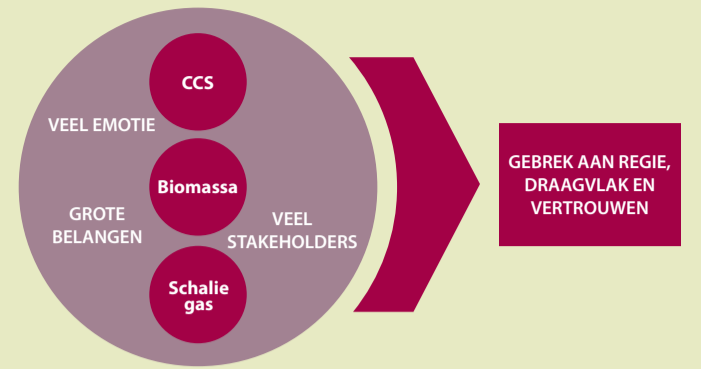 CCS
VEEL EMOTIE
Biomassa
GROTE
BELANGEN
VEEL
STAKEHOLDERS
Schalie
gas
GEBREK AAN REGIE,
DRAAGVLAK EN
VERTROUWEN